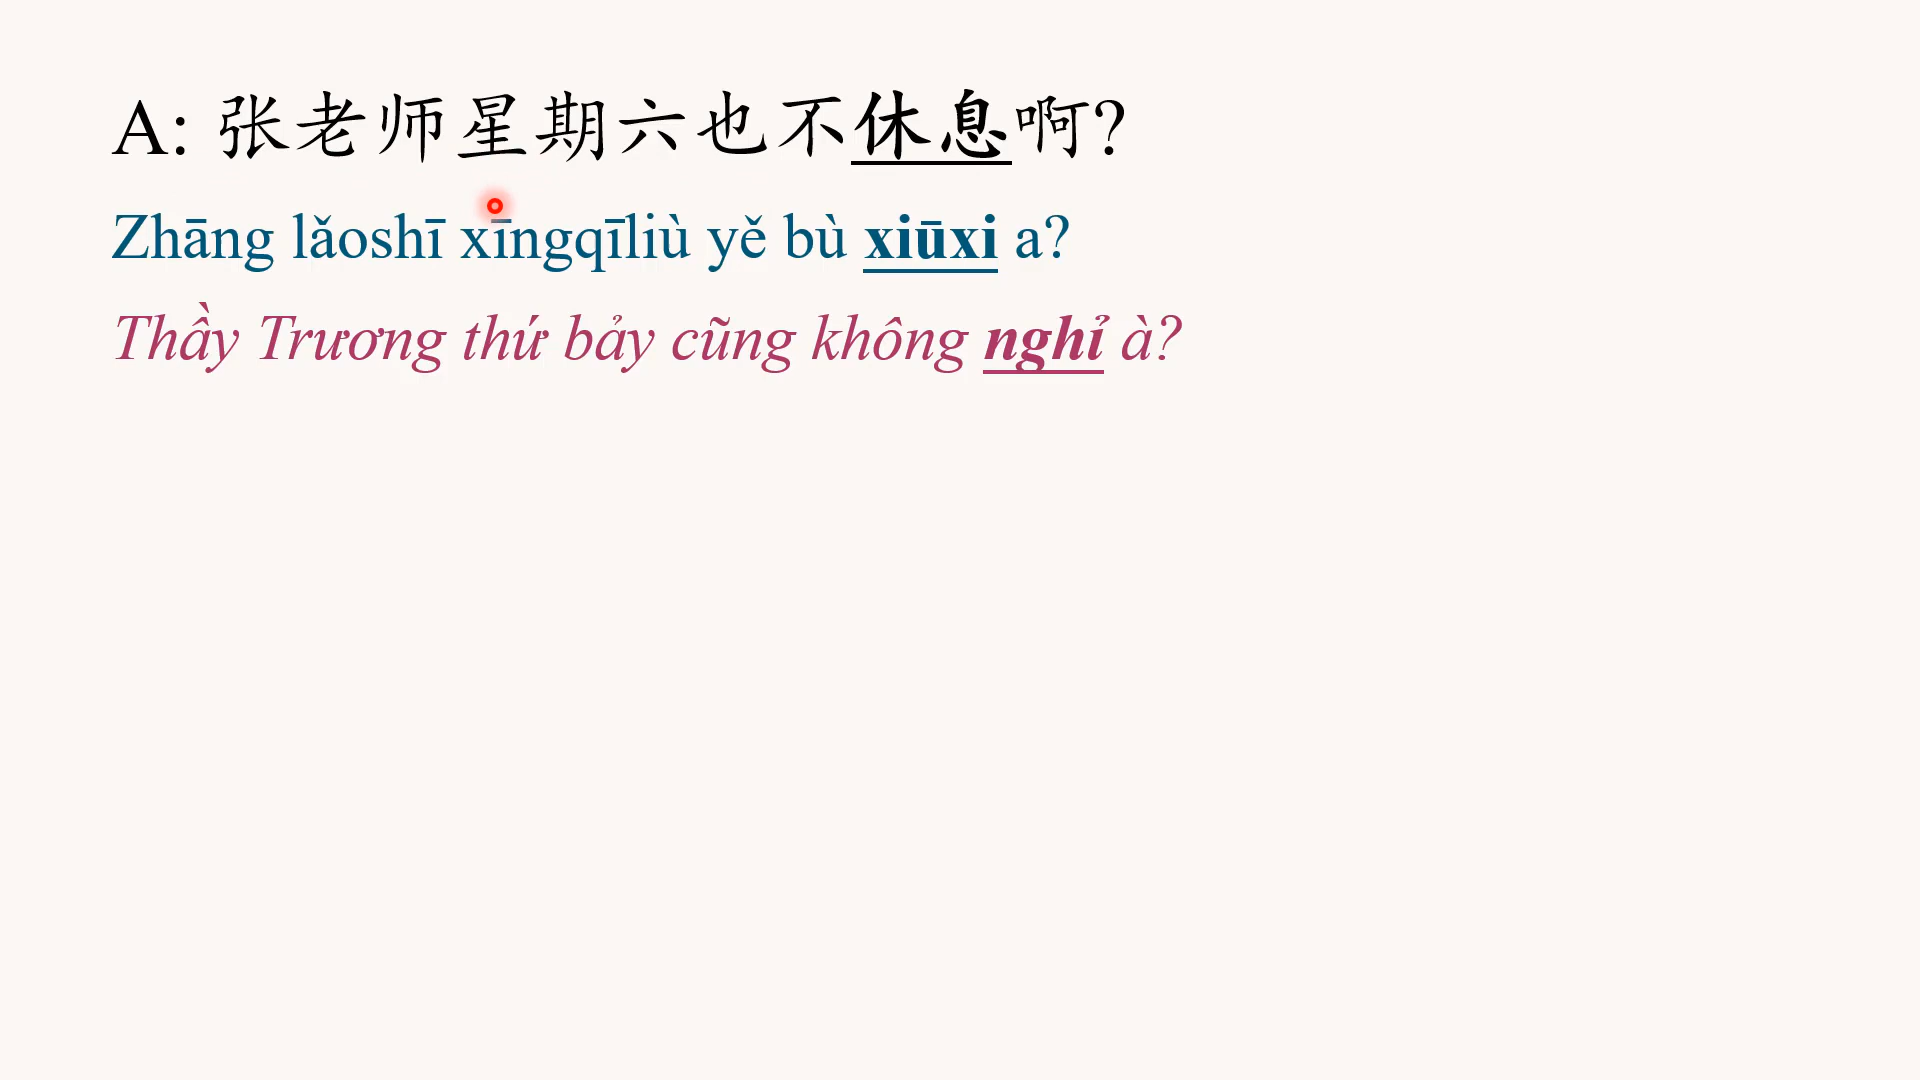 A: 张老师星期六也不休息啊?
Zhāng lǎoshī xīngqīliù yě bù xiūxi a?
Thầy Trương thứ bảy cũng không nghỉ à?